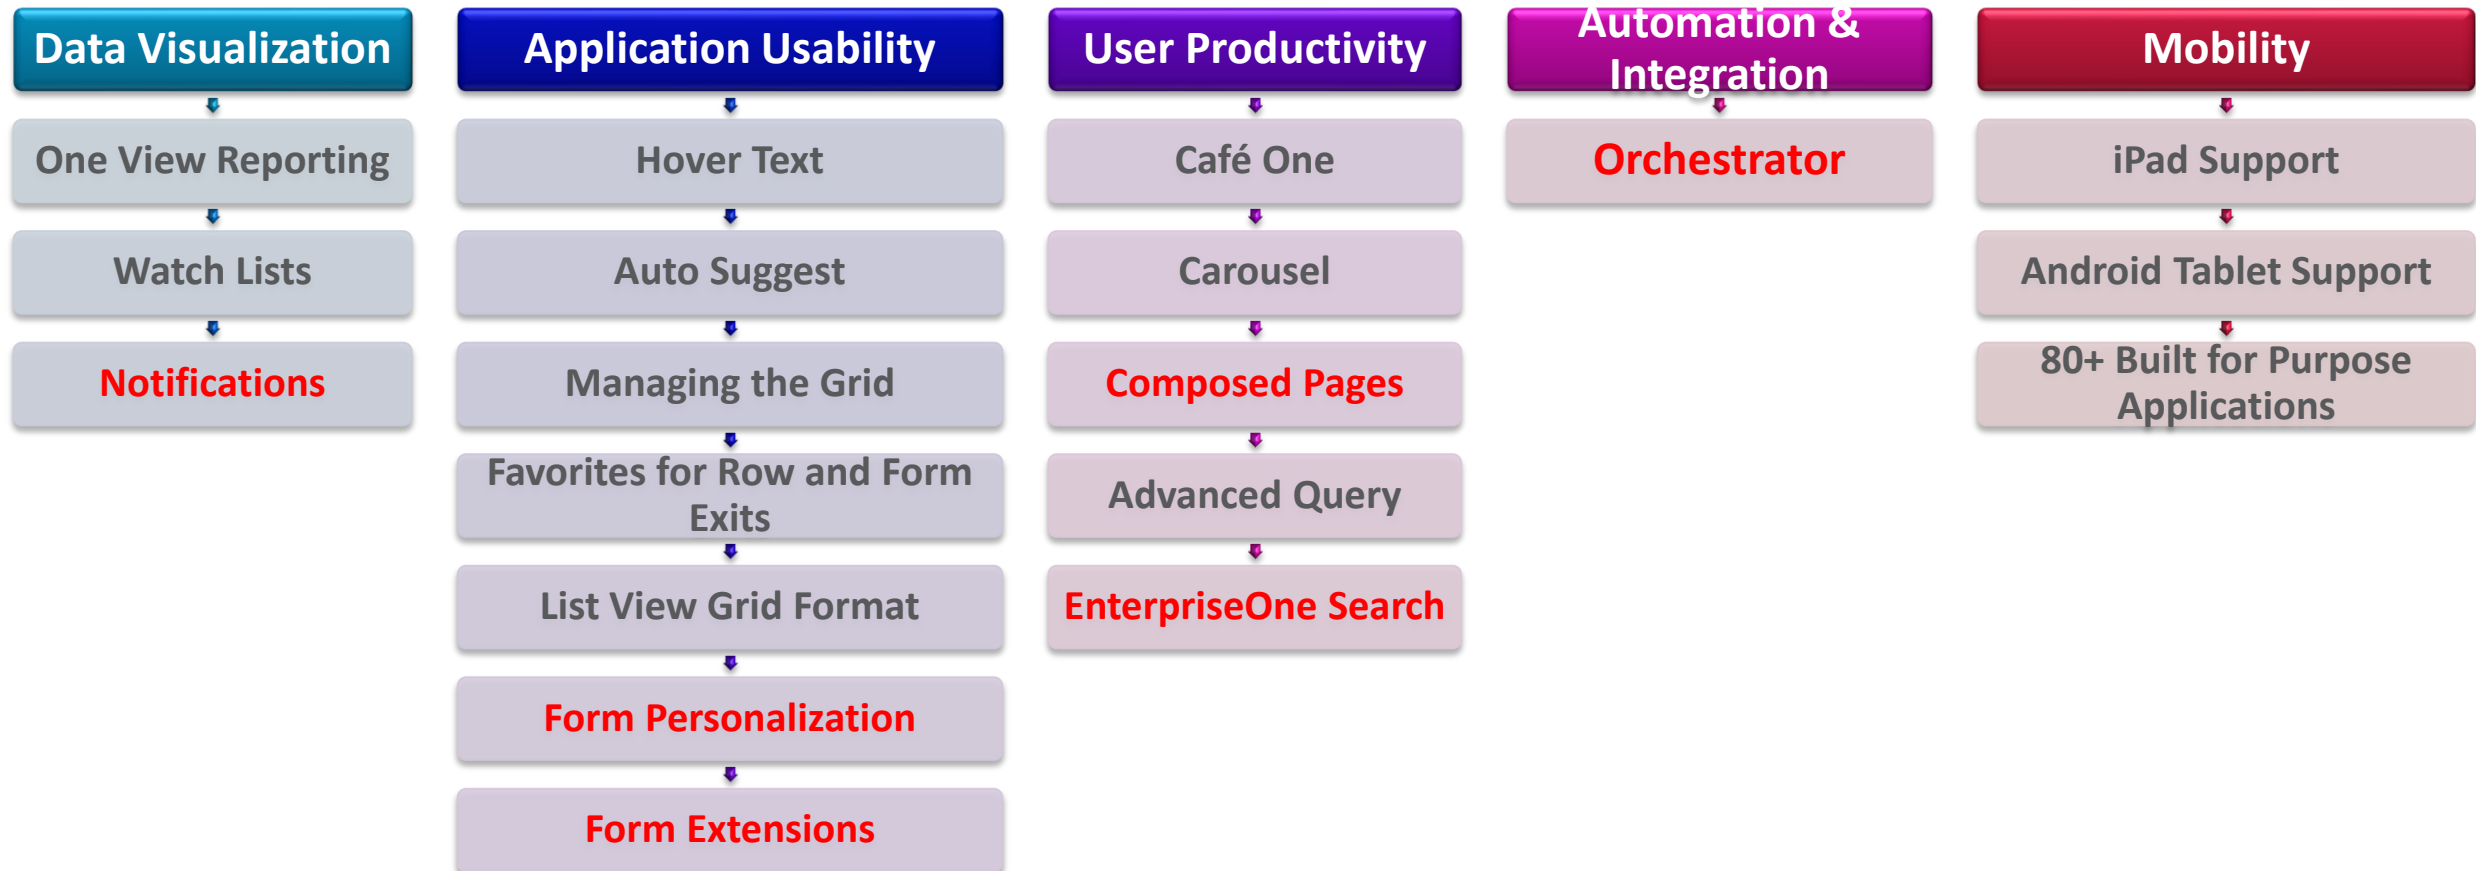 Data Visualization
One View Reporting
Watch Lists
Notifications
Application Usability
Hover Text
Auto Suggest
Managing the Grid
Favorites for Row and Form
Exits
List View Grid Format
Form Personalization
Form Extensions
User Productivity
Café One
Carousel
Composed Pages
Advanced Query
EnterpriseOne Search
Automation &
Integration
Orchestrator
Mobility
iPad Support
Android Tablet Support
80+ Built for Purpose
Applications